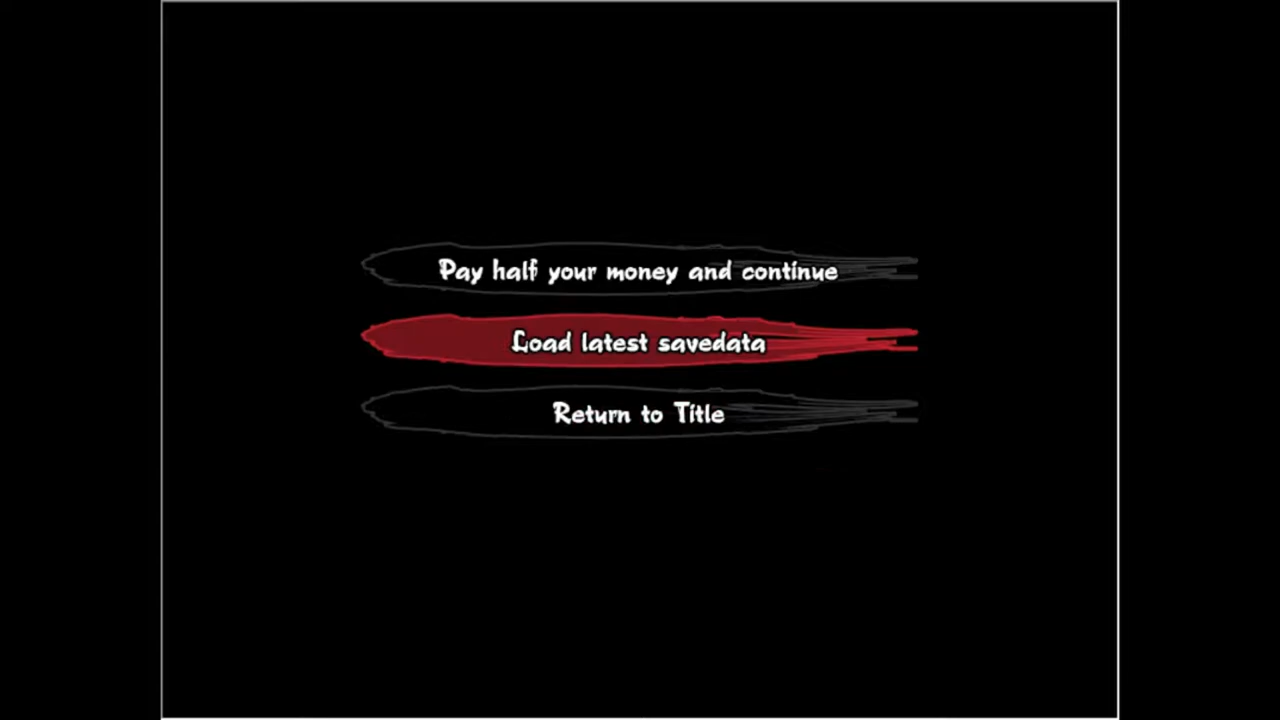 Pay half your money and continue
Load latest savedata
Return to Title